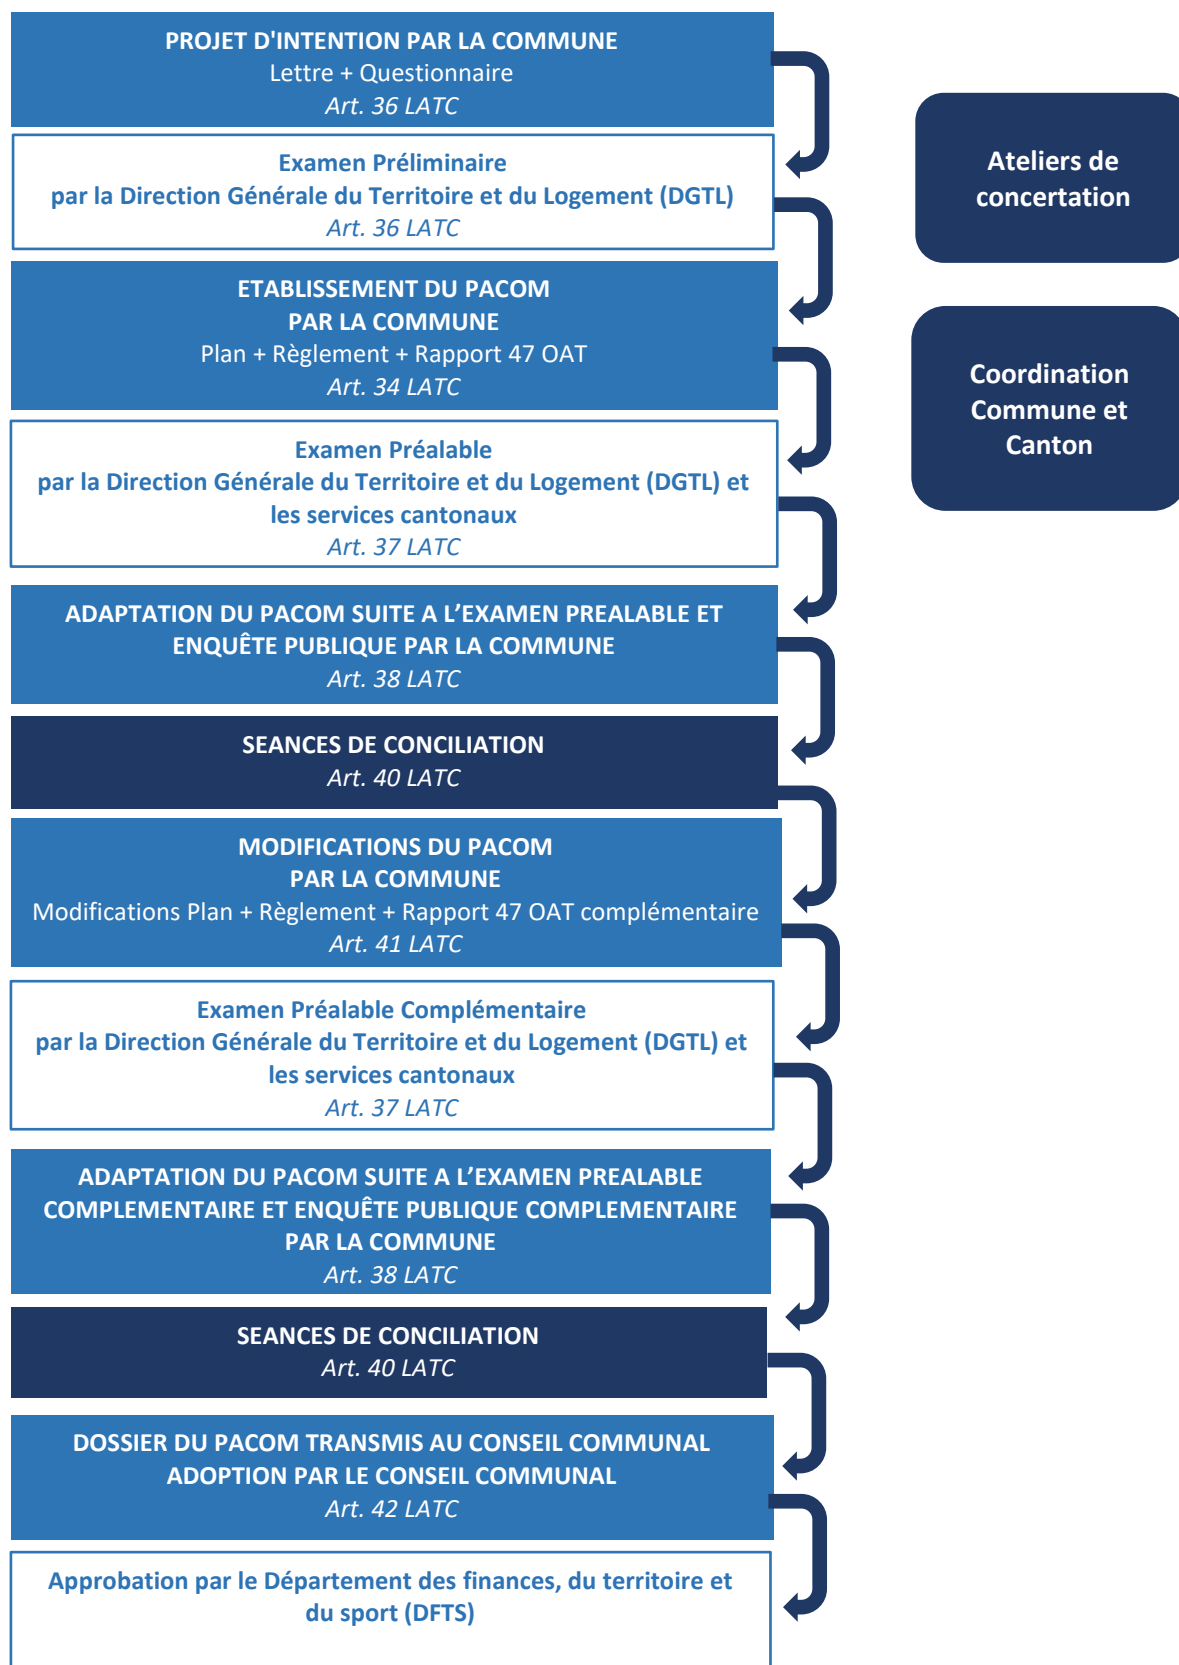 PROJET D'INTENTION PAR LA COMMUNE
Lettre + Questionnaire
Art. 36 LATC
Examen Préliminaire
par la Direction Générale du Territoire et du Logement (DGTL)
Art. 36 LATC
ETABLISSEMENT DU PACOM
PAR LA COMMUNE
Plan + Règlement + Rapport 47 OAT
Art. 34 LATC
Examen Préalable
par la Direction Générale du Territoire et du Logement (DGTL) et
les services cantonaux
Art. 37 LATC
ADAPTATION DU PACOM SUITE A L’EXAMEN PREALABLE ET
ENQUÊTE PUBLIQUE PAR LA COMMUNE
Art. 38 LATC
SEANCES DE CONCILIATION
Art. 40 LATC
MODIFICATIONS DU PACOM
PAR LA COMMUNE
Modifications Plan + Règlement + Rapport 47 OAT complémentaire
Art. 41 LATC
Examen Préalable Complémentaire
par la Direction Générale du Territoire et du Logement (DGTL) et
les services cantonaux
Art. 37 LATC
ADAPTATION DU PACOM SUITE A L’EXAMEN PREALABLE
COMPLEMENTAIRE ET ENQUÊTE PUBLIQUE COMPLEMENTAIRE
PAR LA COMMUNE
Art. 38 LATC
SEANCES DE CONCILIATION
Art. 40 LATC
DOSSIER DU PACOM TRANSMIS AU CONSEIL COMMUNAL
ADOPTION PAR LE CONSEIL COMMUNAL
Art. 42 LATC
Approbation par le Département des finances, du territoire et
du sport (DFTS)
Ateliers de
concertation
Coordination
Commune et
Canton